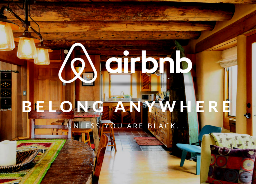 airbnb
BELONG ANYWHERE
UNLESS YOU ARE BLACK.